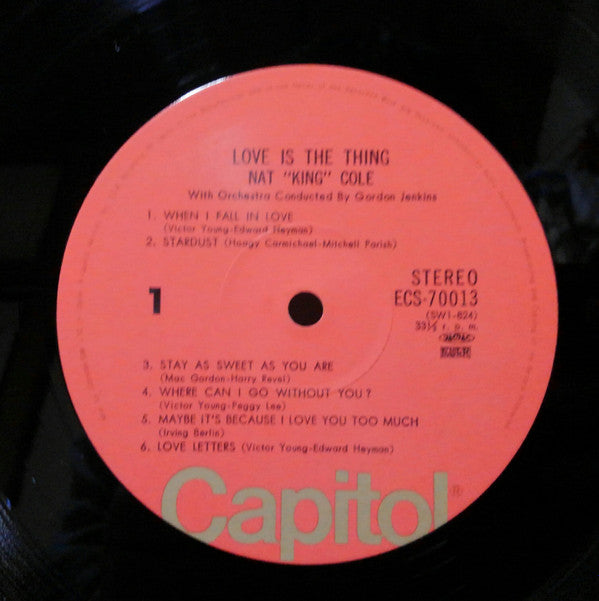 LOVE IS THE THING
NAT "KING" COLE
With Orchestra Conducted By Gordon Jenkins
1. WHEN I FALL IN LOVE
(Victor Young-Edward Heyman)
2. STARDUST (Hoagy Carmichael-Mitchell Parish)
1
STEREO
ECS-70013
(SW1-824)
33⅓ r. p. m.
3. STAY AS SWEET AS YOU ARE
(Mac Gordon-Harry Revel)
4. WHERE CAN I GO WITHOUT YOU?
(Victor Young-Peggy Lee)
5. MAYBE IT'S BECAUSE I LOVE YOU TOO MUCH
(Irving Berlin)
6. LOVE LETTERS (Victor Young-Edward Heyman)
Capitol®